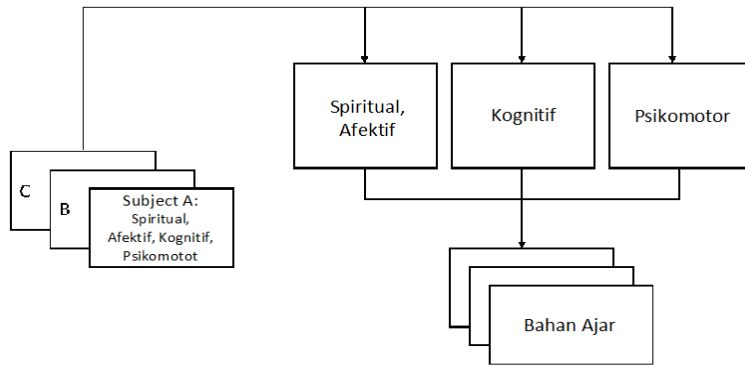 Spiritual,
Afektif
Kognitif
Psikomotor
C
B
Subject A:
Spiritual,
Afektif, Kognitif,
Psikomotot
Bahan Ajar